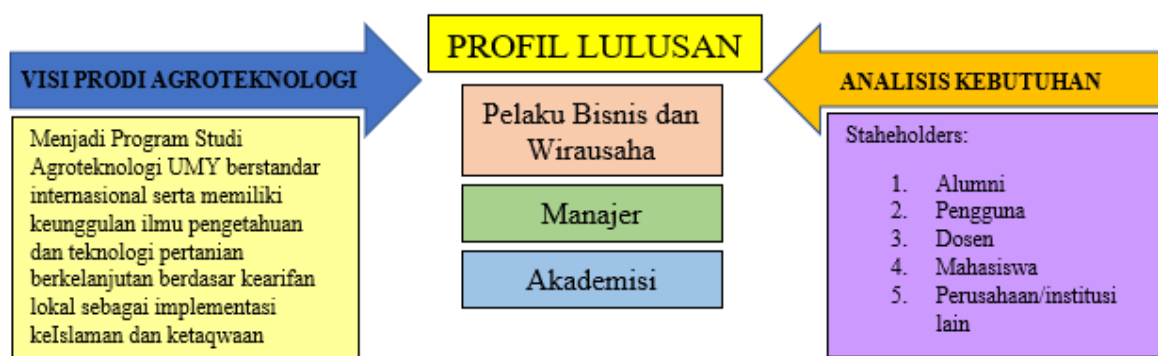 VISI PRODI AGROTEKNOLOGI
Menjadi Program Studi
Agroteknologi UMY berstandar
internasional serta memiliki
keunggulan ilmu pengetahuan
dan teknologi pertanian
berkelanjutan berdasar kearifan
lokal sebagai implementasi
keIslaman dan ketaqwaan
PROFIL LULUSAN
Pelaku Bisnis dan
Wirausaha
Manajer
Akademisi
ANALISIS KEBUTUHAN
Staheholders:
1. Alumni
2. Pengguna
3. Dosen
4. Mahasiswa
5. Perusahaan/institusi
lain